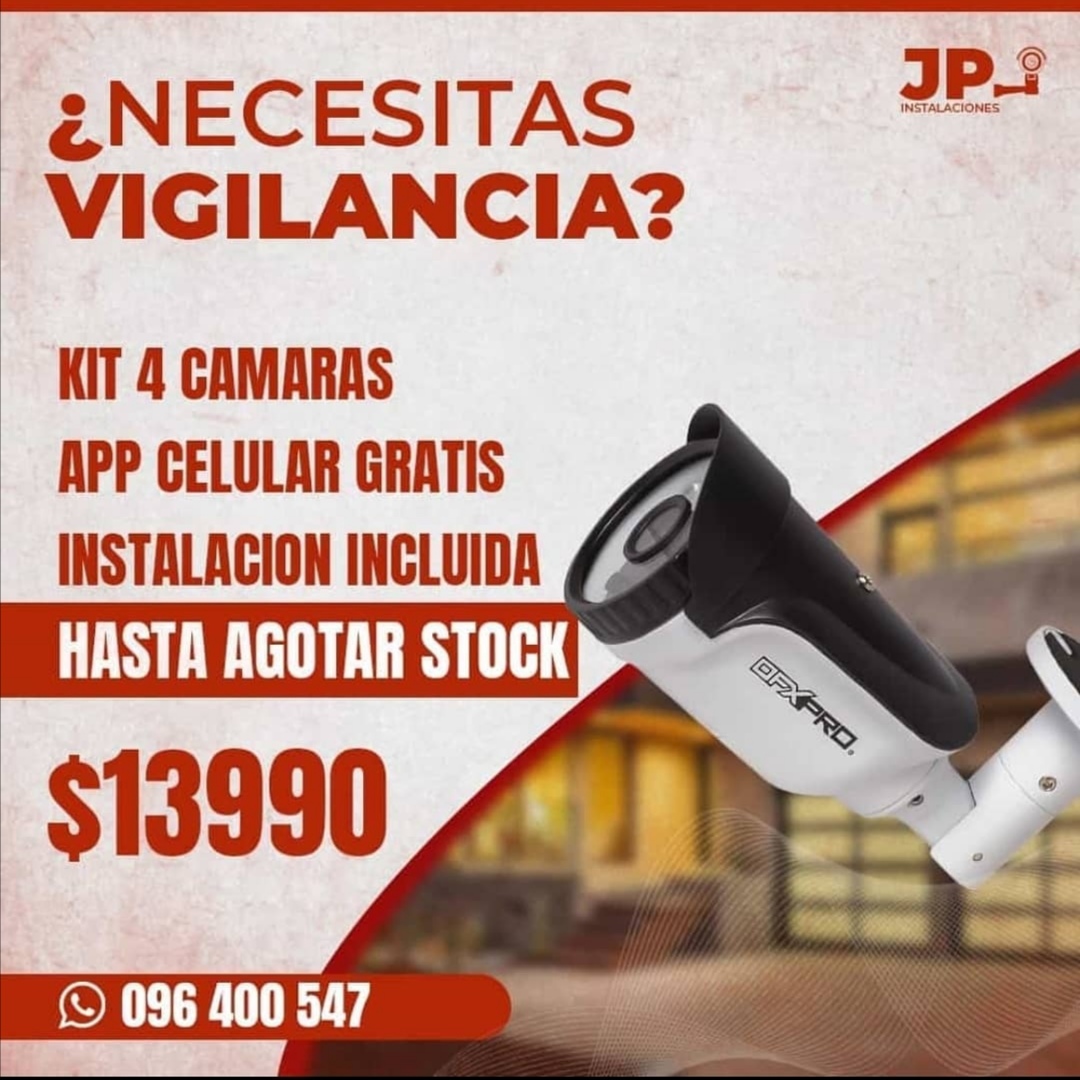 JP
INSTALACIONES
¿NECESITAS
VIGILANCIA?
KIT 4 CAMARAS
APP CELULAR GRATIS
INSTALACION INCLUIDA
HASTA AGOTAR STOCK
DFXPRO
$13990
096 400 547